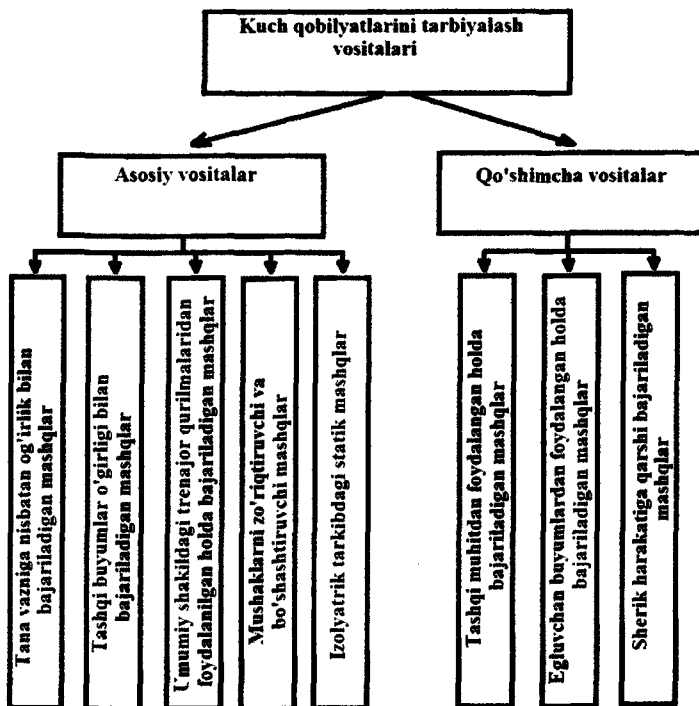 Kuch qobilyatlarini tarbiyalash
vositalari
Asosiy vositalar
Qo'shimcha vositalar
Tana vazniga nisbatan og'irlik bilan
bajariladigan mashqlar
Tashqi buyumlar o'girligi bilan
bajariladigan mashqlar
Umumiy shakildagi trenajor qurilmalaridan
foydalanilgan holda bajariladigan mashqlar
Mushaklarni zo'riqtiruvchi va
bo'shashtiruvchi mashqlar
Izolyatrik tarkibdagi statik mashqlar
Tashqi muhitdan foydalangan holda
bajariladigan mashqlar
Egluvchan buyumlardan foydalangan holda
bajariladigan mashqlar
Sherik harakatiga qarshi bajariladigan
mashqlar